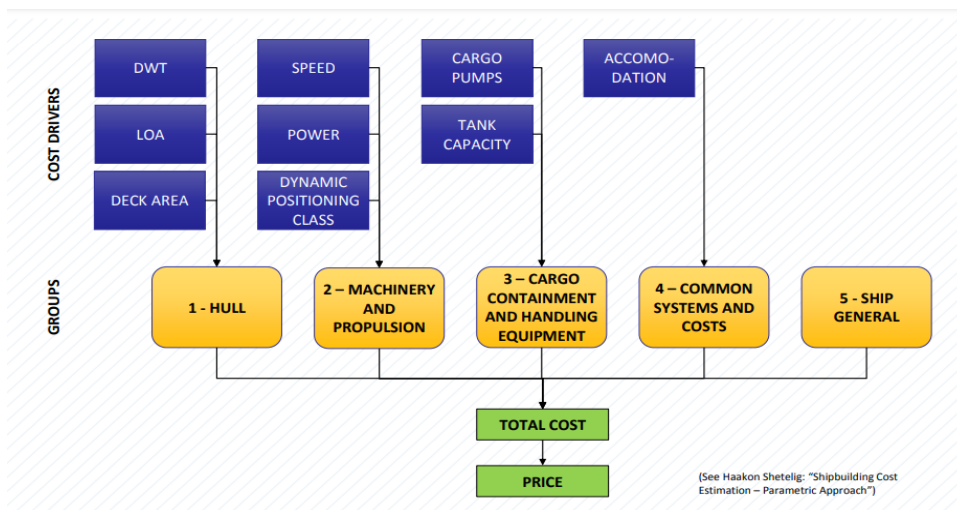 COST DRIVERS
DWT
LOA
DECK AREA
SPEED
POWER
DYNAMIC
POSITIONING
CLASS
CARGO
PUMPS
TANK
CAPACITY
ACCOMO-
DATION
GROUPS
1 - HULL
2 – MACHINERY
AND
PROPULSION
3 – CARGO
CONTAINMENT
AND HANDLING
EQUIPMENT
4 – COMMON
SYSTEMS AND
COSTS
5 - SHIP
GENERAL
TOTAL COST
PRICE
(See Haakon Shetelig: “Shipbuilding Cost
Estimation – Parametric Approach”)